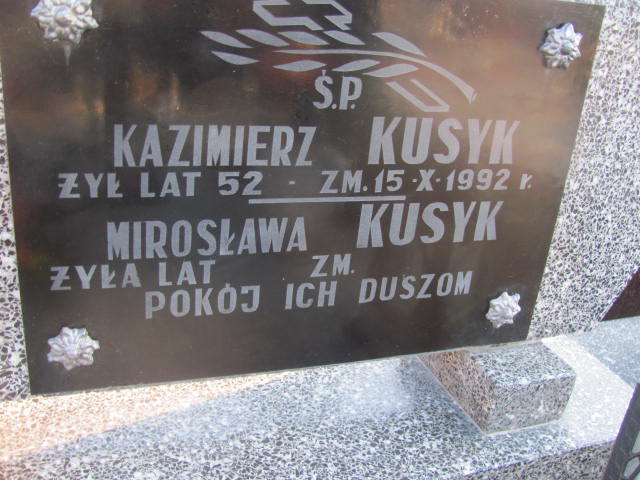 Ś.P.
KAZIMIERZ KUSYK
ŻYŁ LAT 52 - ZM. 15-X-1992 r.
MIROSŁAWA KUSYK
ŻYŁA LAT ZM.
POKÓJ ICH DUSZOM